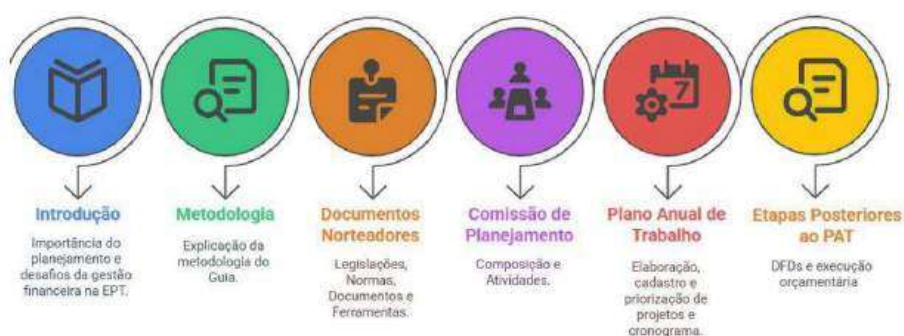 7
Introdução
Importância do
planejamento e
desafios da gestão
financeira na EPT.
Metodologia
Explicação da
metodologia do
Guia.
Documentos
Norteadores
Legislações,
Normas,
Documentos e
Ferramentas.
Comissão de
Planejamento
Composição e
Atividades.
Plano Anual de
Trabalho
Elaboração,
cadastro e
priorização de
projetos e
cronograma.
Etapas Posteriores
ao PAT
DFDs e execução
orçamentária